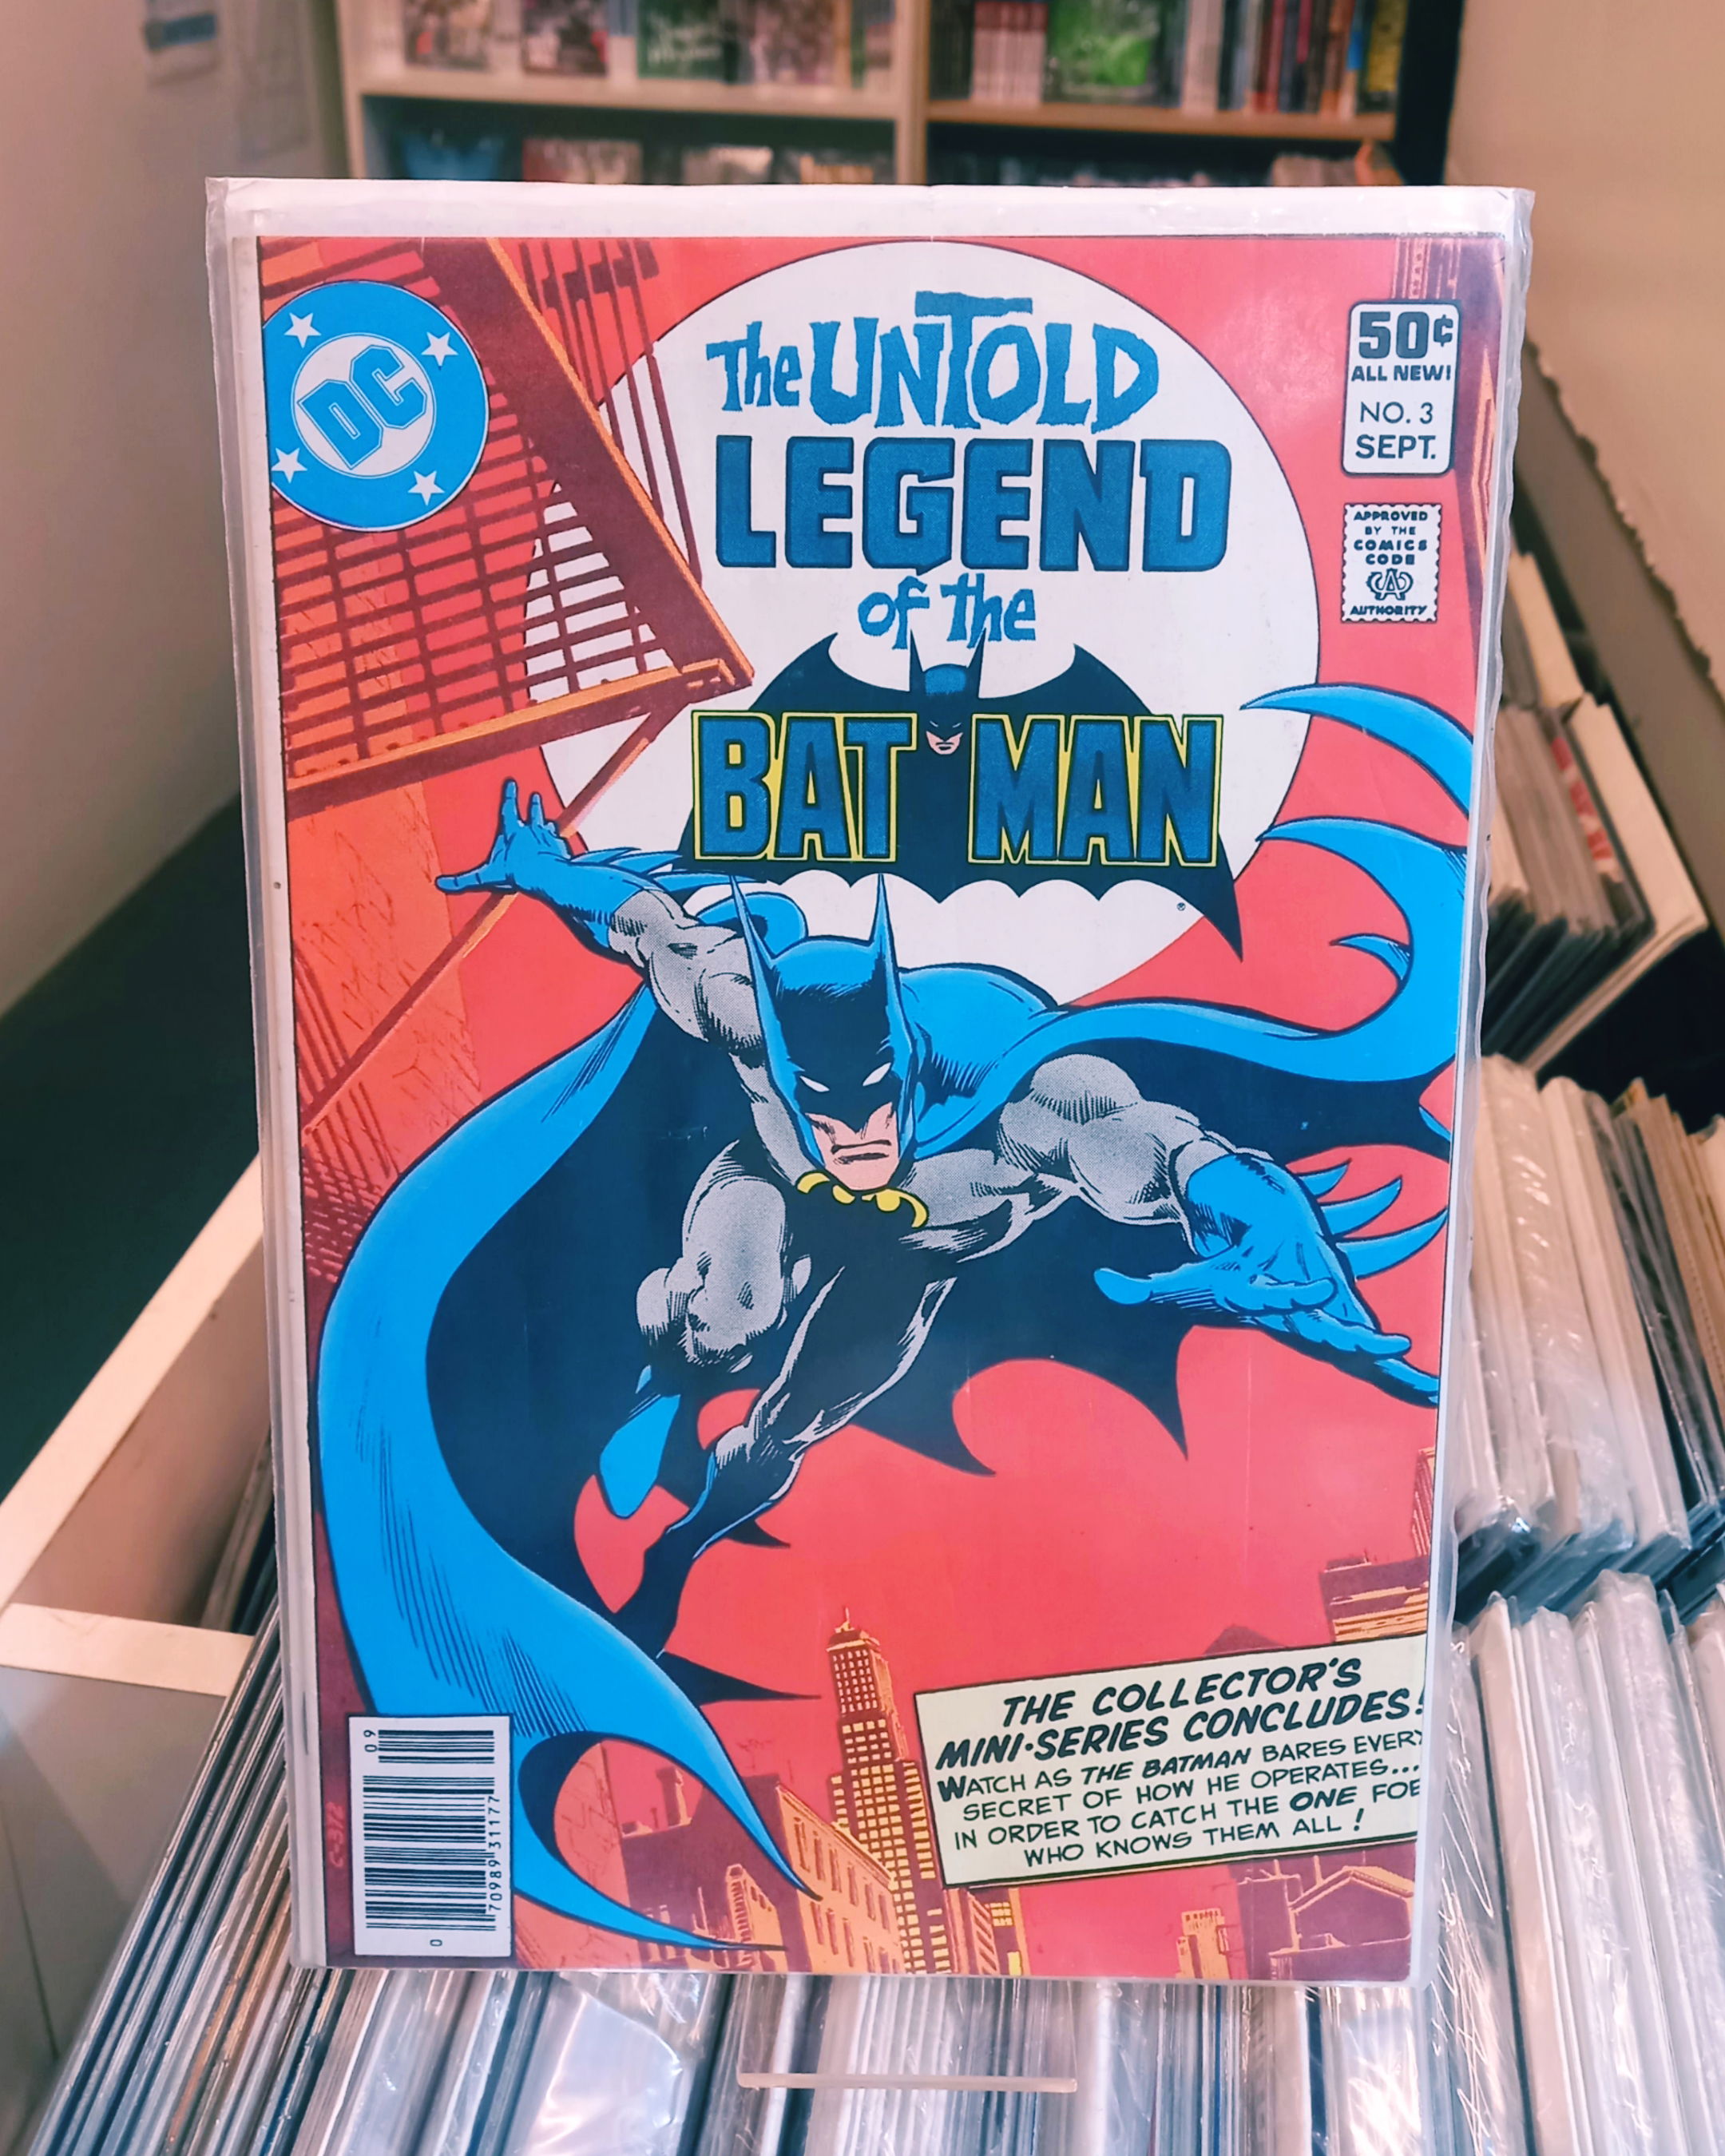 DC
The UNTOLD
LEGEND
of the
BATMAN
®
50¢
ALL NEW!
NO. 3
SEPT.
APPROVED
BY THE
COMICS
CODE
CA
AUTHORITY
THE COLLECTOR'S
MINI-SERIES CONCLUDES!
WATCH AS THE BATMAN BARES EVERY
SECRET OF HOW HE OPERATES...
IN ORDER TO CATCH THE ONE FOE
WHO KNOWS THEM ALL!
C-312
09
70989 31177
0